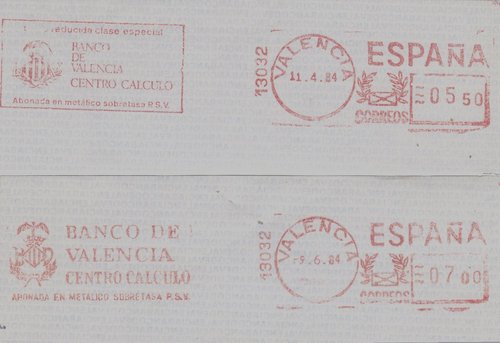 reducida clase especial
BANCO
DE
VALENCIA
CENTRO CALCULO
Abonada en metálico sobretasa P.S.V.
13032
VALENCIA
11.4.84
ESPAÑA
CORREOS
05 50
BANCO DE
VALENCIA
CENTRO CALCULO
ABONADA EN METALICO SOBRETASA P.S.V.
13032
VALENCIA
-9.6.84
ESPAÑA
CORREOS
07 00